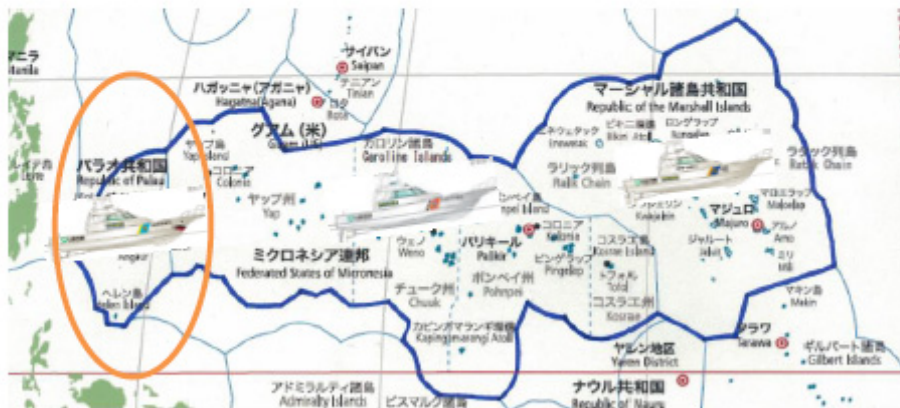 マニラ
Manila
サイパン
Saipan
テニアン
Tinian
ロタ
Rota
ハガッニャ(アガニャ)
Hagatna(Agana)
グアム(米)
パラオ共和国
Republic of Palau
ヤップ島
Yap Island
コロニア
Colonia
ヤップ州
Yap
カロリン諸島
Caroline Islands
マーシャル諸島共和国
Republic of the Marshall Islands
ビキニ環礁
Bikini Atoll
ロンゲラップ
ラリック列島
Ralik Chain
ラタック列島
Chain
マロエラップ
Maloelap
マジュロ
Majuro
アルノ
Arno
ミリ
Mili
ジャルート
Jaluit
ミクロネシア連邦
Federated States of Micronesia
ウェノ
Weno
チューク州
Chuuk
パリキール
Palikir
コロニア
Kolonia
ピンゲラップ
Pingelap
ポンペイ州
Pohnpei
コスラエ島
Kosrae Island
トフォル
Tofol
コスラエ州
Kosrae
カピンガマランギ環礁
Kapingamarangi Atoll
ヘレン島
Helen Island
マキン島
Makin
タラワ
Tarawa
ギルバート諸島
Gilbert Islands
ヤレン地区
Yaren District
ナウル共和国
Republic of Nauru
アドミラルティ諸島
Admiralty Islands
ビスマルク諸島